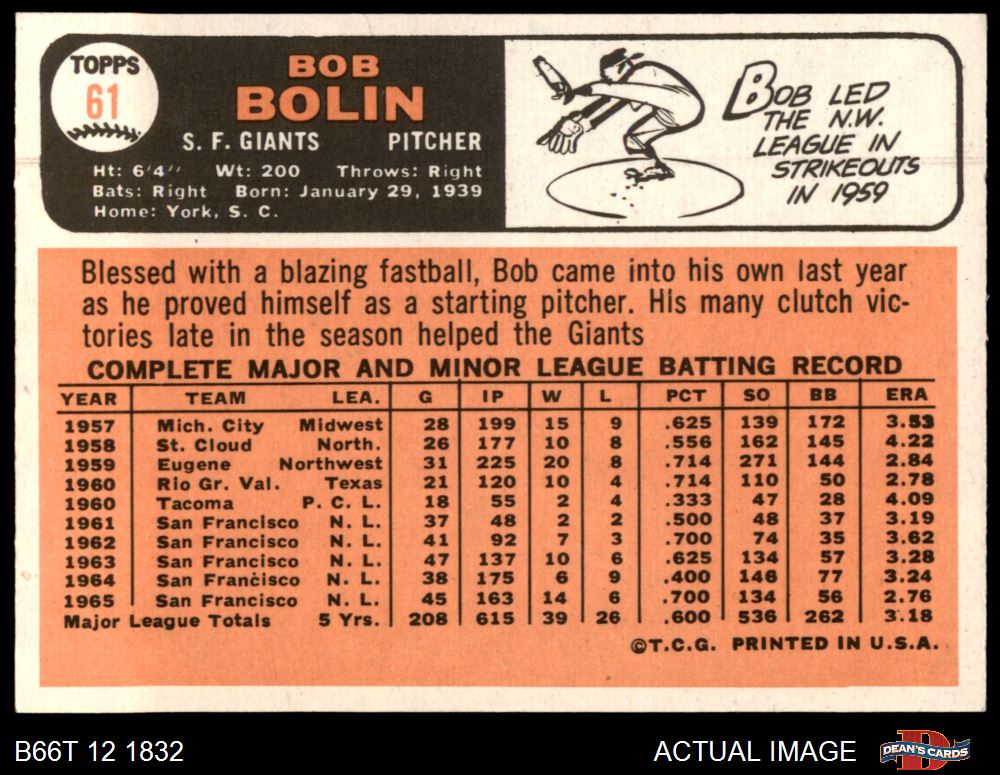 TOPPS
61
BOB
BOLIN
S. F. GIANTS PITCHER
Ht: 6'4" Wt: 200 Throws: Right
Bats: Right Born: January 29, 1939
Home: York, S. C.
BOB LED
THE N.W.
LEAGUE IN
STRIKEOUTS
IN 1959
Blessed with a blazing fastball, Bob came into his own last year
as he proved himself as a starting pitcher. His many clutch vic-
tories late in the season helped the Giants
COMPLETE MAJOR AND MINOR LEAGUE BATTING RECORD
YEAR TEAM LEA. G IP W L PCT SO BB ERA
1957 Mich. City Midwest 28 199 15 9 .625 139 172 3.53
1958 St. Cloud North. 26 177 10 8 .556 162 145 4.22
1959 Eugene Northwest 31 225 20 8 .714 271 144 2.84
1960 Rio Gr. Val. Texas 21 120 10 4 .714 110 50 2.78
1960 Tacoma P. C. L. 18 55 2 4 .333 47 28 4.09
1961 San Francisco N. L. 37 48 2 2 .500 48 37 3.19
1962 San Francisco N. L. 41 92 7 3 .700 74 35 3.62
1963 San Francisco N. L. 47 137 10 6 .625 134 57 3.28
1964 San Francisco N. L. 38 175 6 9 .400 146 77 3.24
1965 San Francisco N. L. 45 163 14 6 .700 134 56 2.76
Major League Totals 5 Yrs. 208 615 39 26 .600 536 262 3.18
©T.C.G. PRINTED IN U.S.A.
B66T 12 1832 ACTUAL IMAGE DEAN'S CARDS